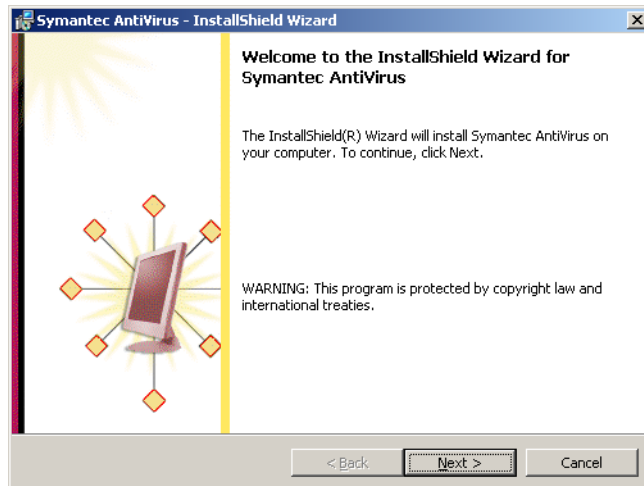 Symantec AntiVirus - InstallShield Wizard
Welcome to the InstallShield Wizard for
Symantec AntiVirus
The InstallShield(R) Wizard will install Symantec AntiVirus on
your computer. To continue, click Next.
WARNING: This program is protected by copyright law and
international treaties.
< Back
Next >
Cancel